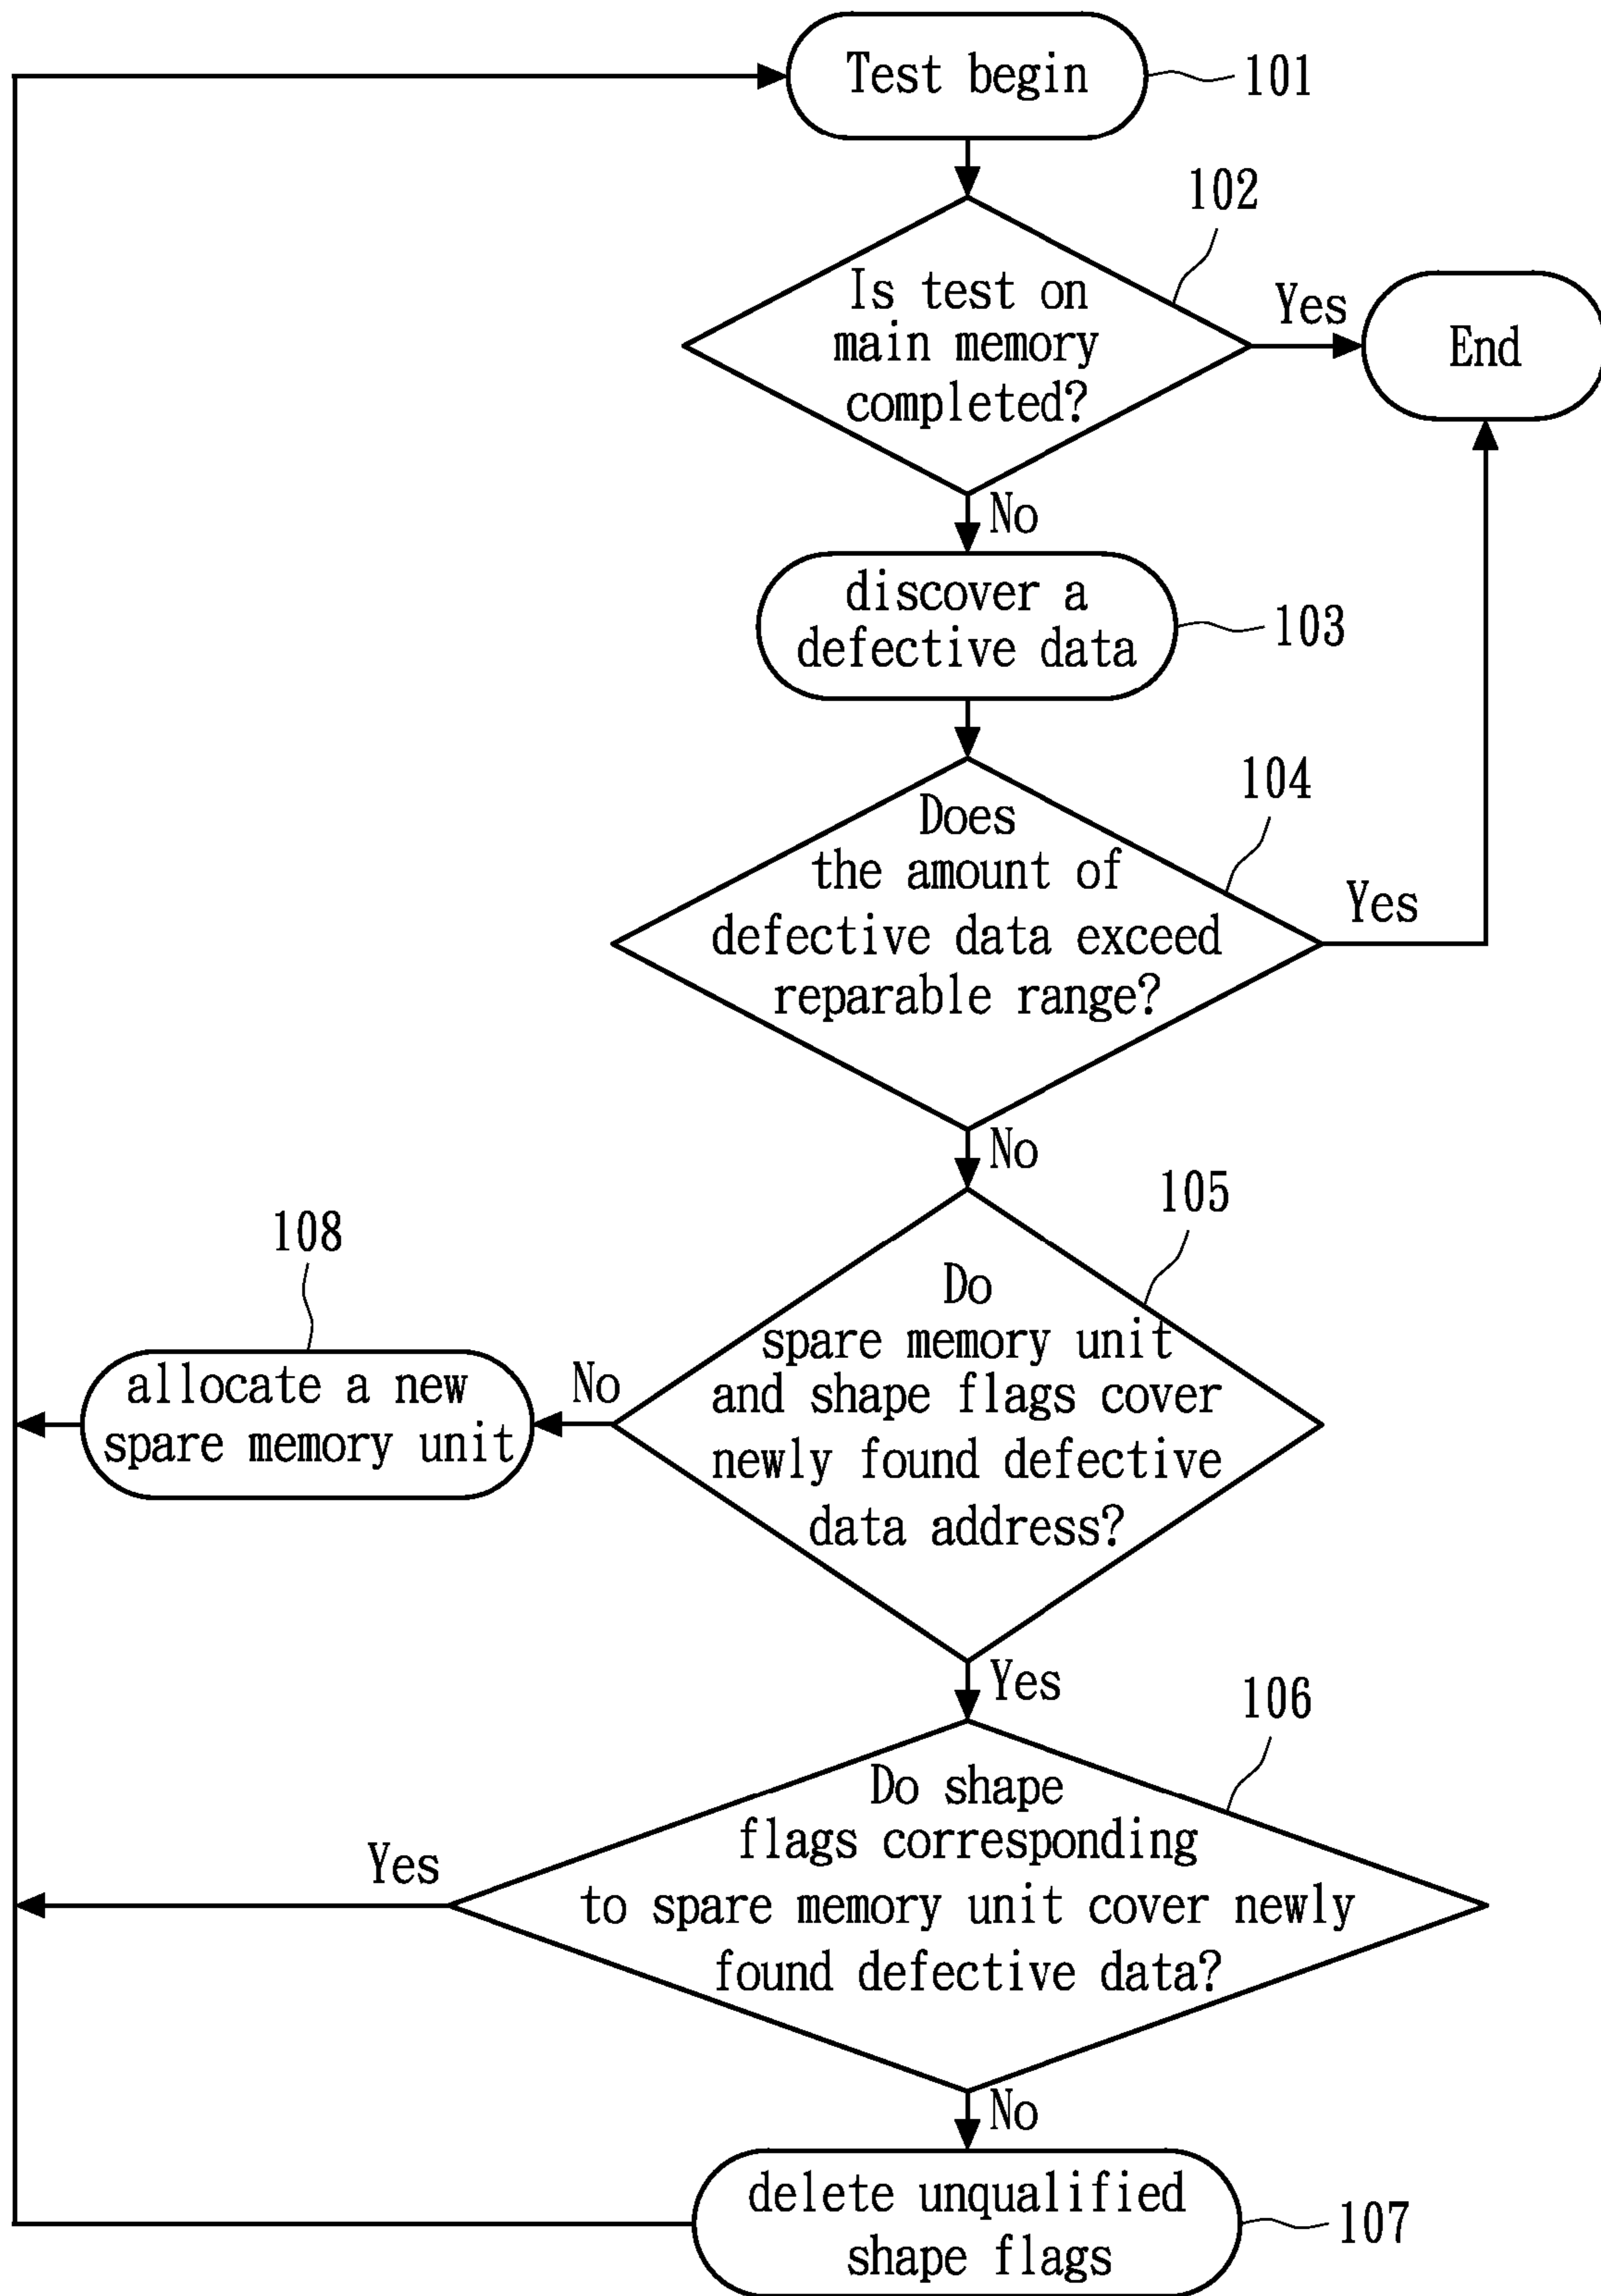 Test begin
101
102
Is test on
main memory
completed?
Yes
End
No
discover a
defective data
103
104
Does
the amount of
defective data exceed
reparable range?
Yes
No
105
108
Do
spare memory unit
and shape flags cover
newly found defective
data address?
No
allocate a new
spare memory unit
Yes
106
Do shape
flags corresponding
to spare memory unit cover newly
found defective data?
Yes
No
delete unqualified
shape flags
107